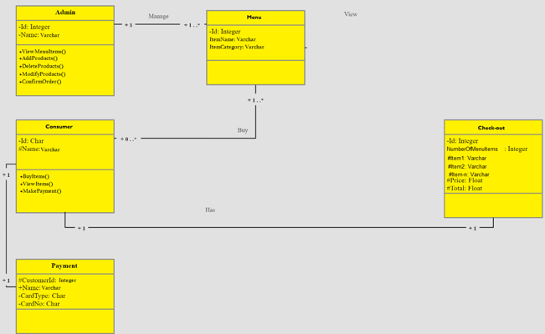 Admin
-Id: Integer
-Name: Varchar
+ViewMenuItems()
+AddProducts()
+DeleteProducts()
+ModifyProducts()
+ConfirmOrder()
+ 1
Manage
+ 1 . .*
Menu
-Id: Integer
ItemName: Varchar
ItemCategory: Varchar
View
+ 1 . .*
Buy
+ 0 . .*
Consumer
-Id: Char
#Name: Varchar
+BuyItems()
+ViewItems()
+MakePayment()
Check-out
-Id: Integer
NumberOfMenuItems : Integer
#Item1: Varchar
#Item2: Varchar
#Item-n: Varchar
#Price: Float
#Total: Float
+ 1
Has
+ 1
+ 1
+ 1
Payment
#CustomerId: Integer
+Name: Varchar
-CardType: Char
-CardNo: Char